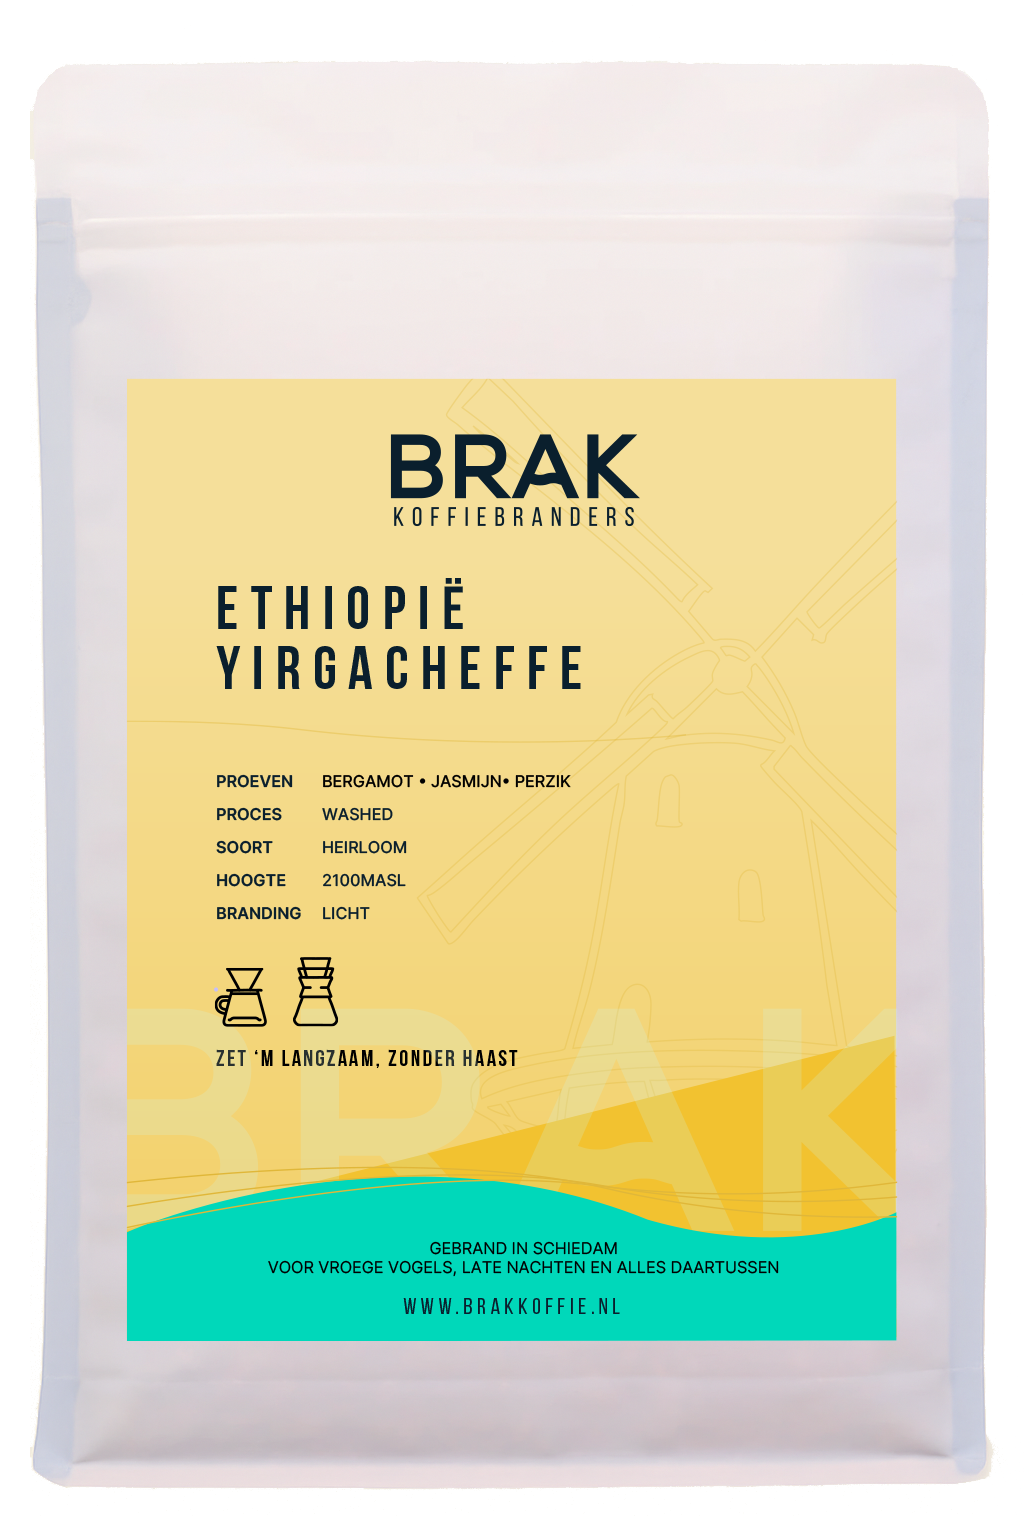 BRAK
KOFFIEBRANDERS
ETHIOPIË
YIRGACHEFFE
PROEVEN BERGAMOT • JASMIJN• PERZIK
PROCES WASHED
SOORT HEIRLOOM
HOOGTE 2100MASL
BRANDING LICHT
ZET ‘M LANGZAAM, ZONDER HAAST
BRAK
GEBRAND IN SCHIEDAM
VOOR VROEGE VOGELS, LATE NACHTEN EN ALLES DAARTUSSEN
WWW.BRAKKOFFIE.NL